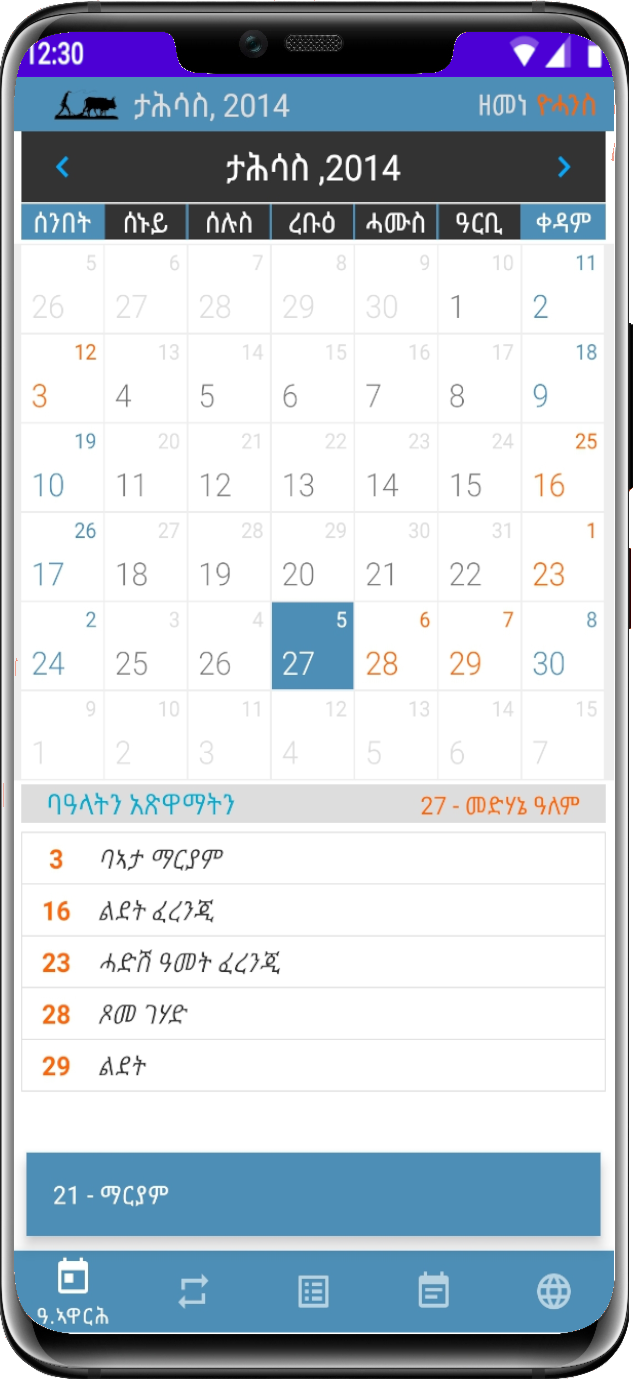 12:30
ታሕሳስ, 2014 ዘመነ ዮሓንስ
ታሕሳስ ,2014
ሰንበት ሰኑይ ሰሉስ ረቡዕ ሓሙስ ዓርቢ ቀዳም
5 6 7 8 9 10 11
26 27 28 29 30 1 2
12 13 14 15 16 17 18
3 4 5 6 7 8 9
19 20 21 22 23 24 25
10 11 12 13 14 15 16
26 27 28 29 30 31 1
17 18 19 20 21 22 23
2 3 4 5 6 7 8
24 25 26 27 28 29 30
9 10 11 12 13 14 15
1 2 3 4 5 6 7
ባዓላትን አጽዋማትን 27 - መድሃኔ ዓለም
3 ባኣታ ማርያም
16 ልደት ፈረንጂ
23 ሓድሽ ዓመት ፈረንጂ
28 ጾመ ገሃድ
29 ልደት
21 - ማርያም
ዓ.ኣዋርሕ